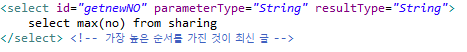 <select id="getnewNO" parameterType="String" resultType="String">
select max(no) from sharing
</select> <!-- 가장 높은 순서를 가진 것이 최신 글 -->